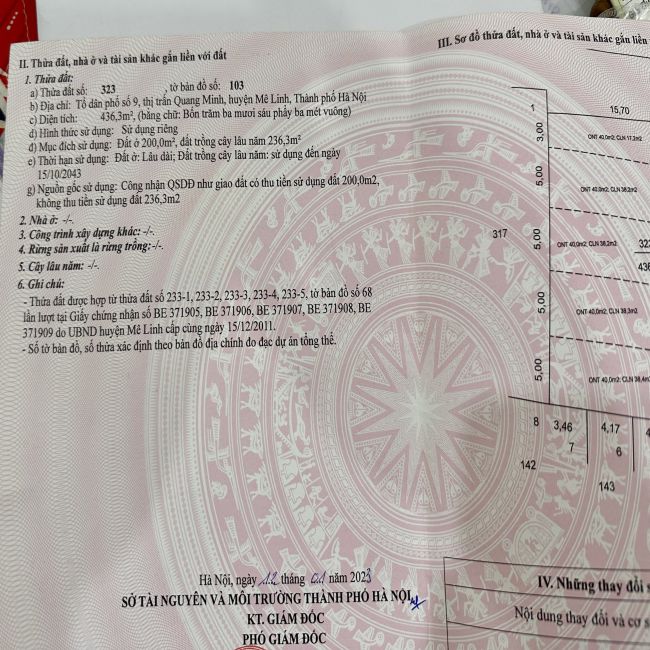 II. Thửa đất, nhà ở và tài sản khác gắn liền với đất
1. Thửa đất:
a) Thửa đất số: 323 , tờ bản đồ số: 103
b) Địa chỉ: Tổ dân phố số 9, thị trấn Quang Minh, huyện Mê Linh, Thành phố Hà Nội
c) Diện tích: 436,3m², (bằng chữ: Bốn trăm ba mươi sáu phẩy ba mét vuông)
d) Hình thức sử dụng: Sử dụng riêng
đ) Mục đích sử dụng: Đất ở 200,0m², đất trồng cây lâu năm 236,3m²
e) Thời hạn sử dụng: Đất ở: Lâu dài; Đất trồng cây lâu năm: sử dụng đến ngày
15/10/2043
g) Nguồn gốc sử dụng: Công nhận QSDĐ như giao đất có thu tiền sử dụng đất 200,0m2,
không thu tiền sử dụng đất 236,3m2
2. Nhà ở: -/-.
3. Công trình xây dựng khác: -/-.
4. Rừng sản xuất là rừng trồng:-/-.
5. Cây lâu năm: -/-.
6. Ghi chú:
- Thửa đất được hợp từ thửa đất số 233-1, 233-2, 233-3, 233-4, 233-5, tờ bản đồ số 68
lần lượt tại Giấy chứng nhận số BE 371905, BE 371906, BE 371907, BE 371908, BE
371909 do UBND huyện Mê Linh cấp cùng ngày 15/12/2011.
- Số tờ bản đồ, số thửa xác định theo bản đồ địa chính đo đạc dự án tổng thể.
Hà Nội, ngày 12 tháng 01 năm 2023
SỞ TÀI NGUYÊN VÀ MÔI TRƯỜNG THÀNH PHỐ HÀ NỘI
KT. GIÁM ĐỐC
PHÓ GIÁM ĐỐC
III. Sơ đồ thửa đất, nhà ở và tài sản khác gắn liền
1
15,70
3,00
ONT 40,0m2; CLN 17,2m2
5,00
ONT 40,0m2; CLN 38,2m2
317
5,00
ONT 40,0m2; CLN 38,2m2
323
436
5,00
ONT 40,0m2; CLN 38,3m2
5,00
ONT 40,0m2; CLN 38,4m2
8
3,46
4,17
4
7
6
142
143
IV. Những thay đổi
Nội dung thay đổi và cơ s